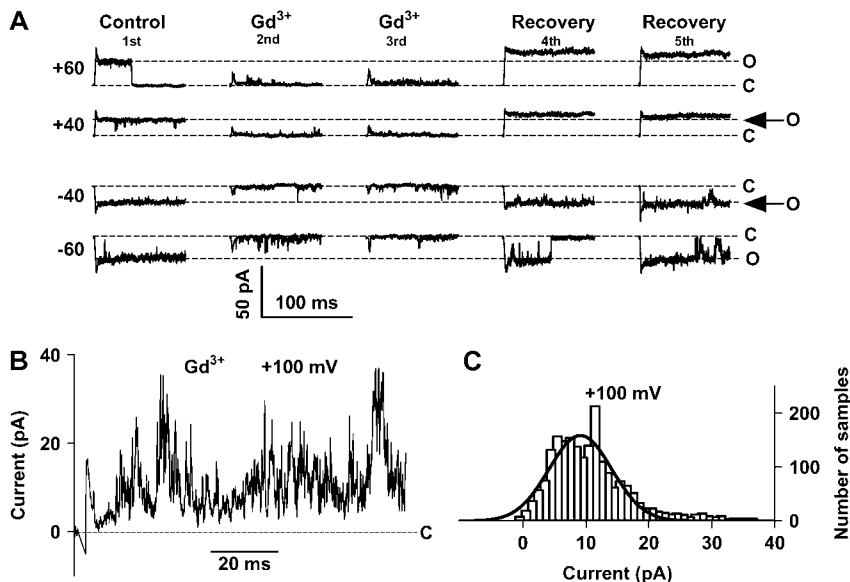 A
Control Gd3+ Gd3+ Recovery Recovery
1st 2nd 3rd 4th 5th
+60 O
C
+40 O
C
-40 C
O
-60 C
O
50 pA
100 ms
B
Gd3+ +100 mV
Current (pA)
40
20
0
C
20 ms
C
+100 mV
Number of samples
200
100
0
0 10 20 30 40
Current (pA)